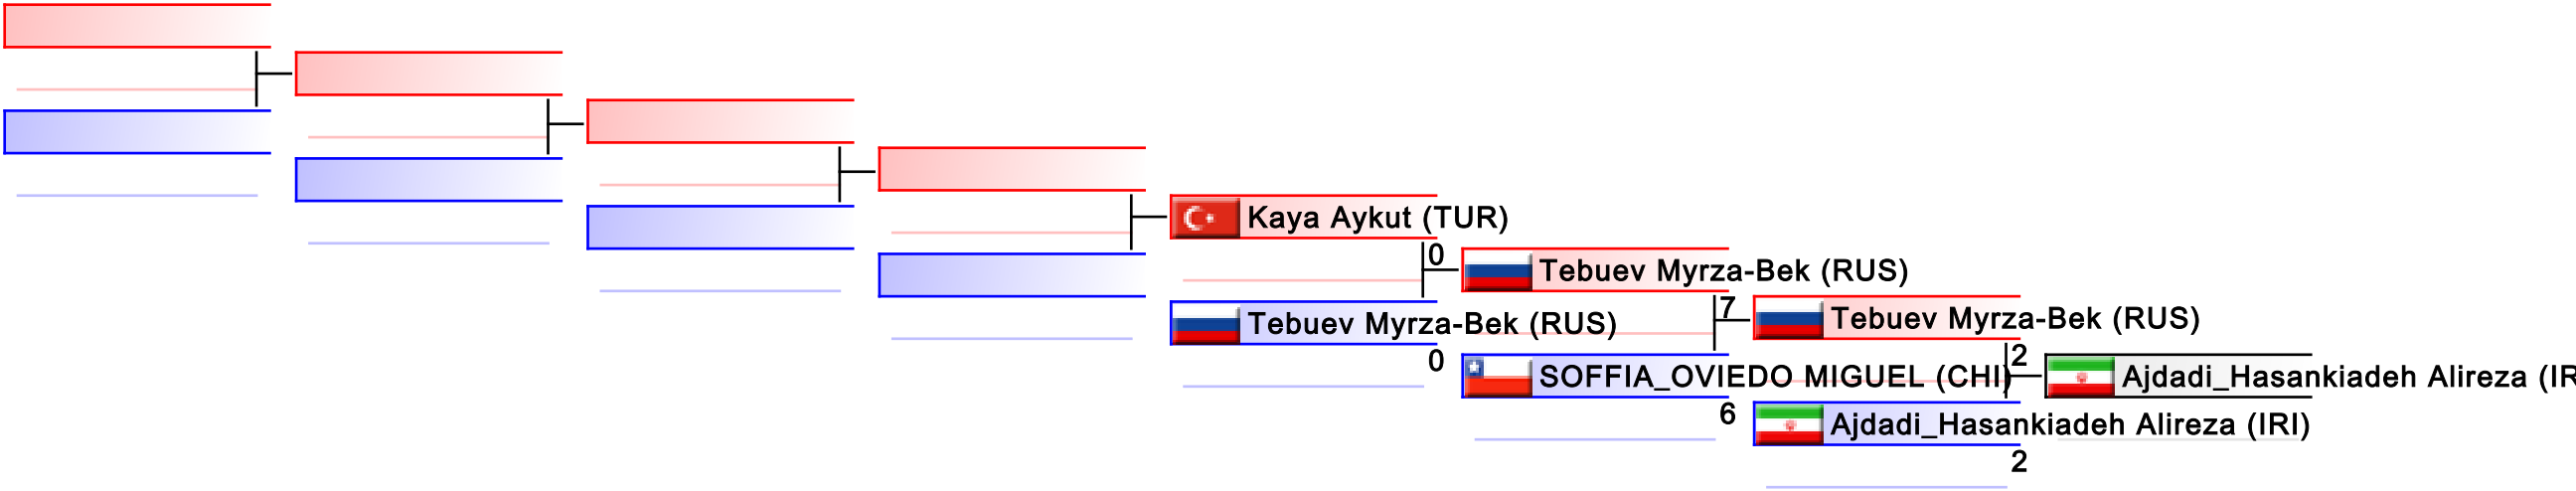 Kaya Aykut (TUR)
0
Tebuev Myrza-Bek (RUS)
0
Tebuev Myrza-Bek (RUS)
7
SOFFIA_OVIEDO MIGUEL (CHI)
6
Tebuev Myrza-Bek (RUS)
2
Ajdadi_Hasankiadeh Alireza (IRI)
2
Ajdadi_Hasankiadeh Alireza (IR